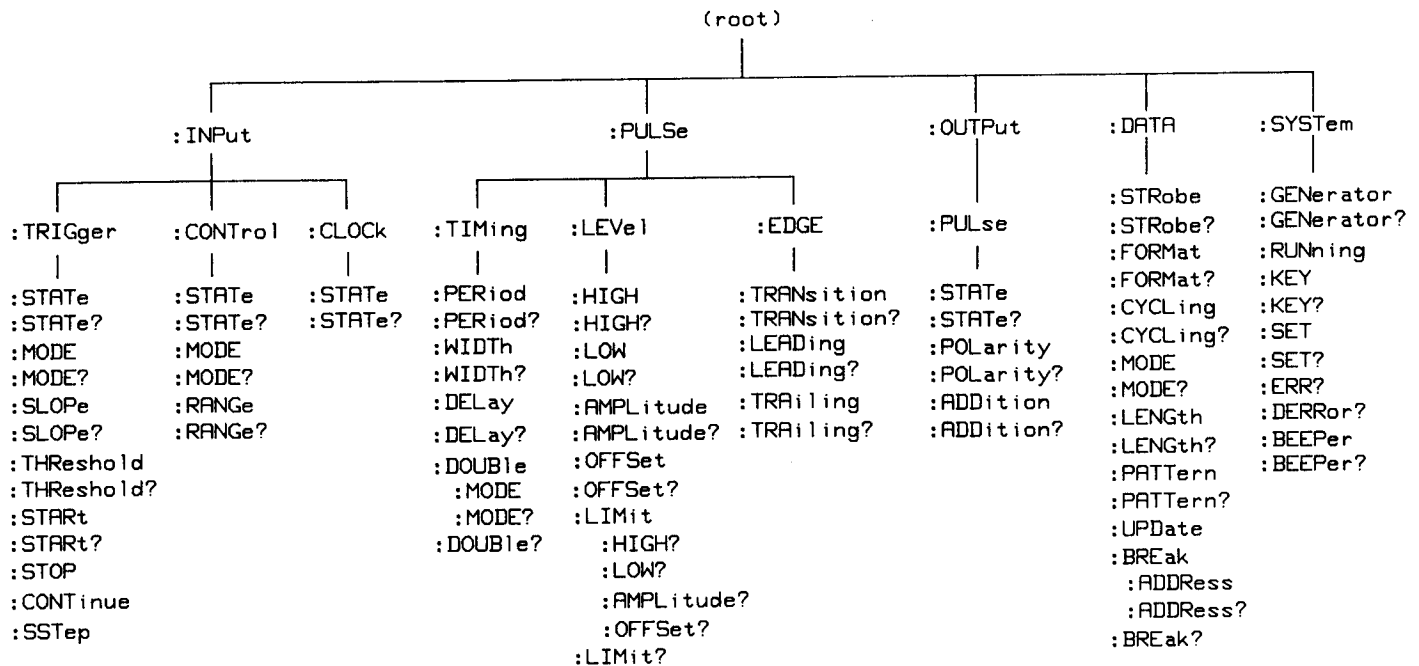 (root)
:INPut :PULSe :OUTPut :DATA :SYSTem
:TRIGger :CONTrol :CLOCk :TIMing :LEVel :EDGE :PULse
:STATe
:STATe?
:MODE
:MODE?
:SLOPe
:SLOPe?
:THReshold
:THReshold?
:STARt
:STARt?
:STOP
:CONTinue
:SSTep
:STATe
:STATe?
:MODE
:MODE?
:RANGe
:RANGe?
:STATe
:STATe?
:PERiod
:PERiod?
:WIDTh
:WIDTh?
:DELay
:DELay?
:DOUBle
:MODE
:MODE?
:DOUBle?
:HIGH
:HIGH?
:LOW
:LOW?
:AMPLitude
:AMPLitude?
:OFFSet
:OFFSet?
:LIMit
:HIGH?
:LOW?
:AMPLitude?
:OFFSet?
:LIMit?
:TRANsition
:TRANsition?
:LEADing
:LEADing?
:TRAiling
:TRAiling?
:STATe
:STATe?
:POLarity
:POLarity?
:ADDition
:ADDition?
:STRobe
:STRobe?
:FORMat
:FORMat?
:CYCLing
:CYCLing?
:MODE
:MODE?
:LENGth
:LENGth?
:PATTern
:PATTern?
:UPDate
:BREak
:ADDRess
:ADDRess?
:BREak?
:GENerator
:GENerator?
:RUNning
:KEY
:KEY?
:SET
:SET?
:ERR?
:DERRor?
:BEEPer
:BEEPer?